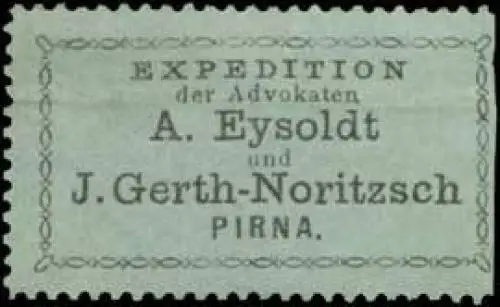 EXPEDITION
der Advokaten
A. Eysoldt
und
J. Gerth-Noritzsch
PIRNA.